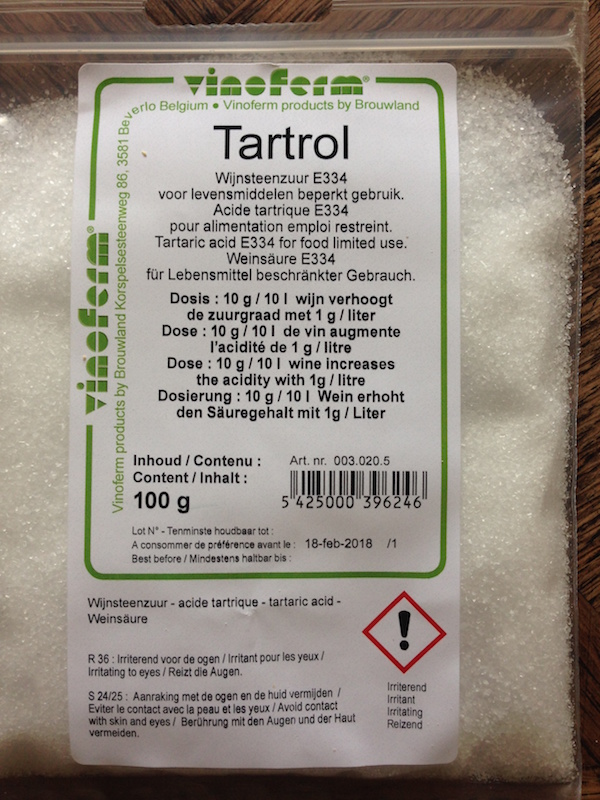 vinoferm®
Beverlo Belgium • Vinoferm products by Brouwland
vinoferm®
Vinoferm products by Brouwland Korspelsesteenweg 86, 3581
Tartrol
Wijnsteenzuur E334
voor levensmiddelen beperkt gebruik.
Acide tartrique E334
pour alimentation emploi restreint.
Tartaric acid E334 for food limited use.
Weinsäure E334
für Lebensmittel beschränkter Gebrauch.
Dosis : 10 g / 10 l wijn verhoogt
de zuurgraad met 1 g / liter
Dose : 10 g / 10 l de vin augmente
l'acidité de 1 g / litre
Dose : 10 g / 10 l wine increases
the acidity with 1g / litre
Dosierung : 10 g / 10 l Wein erhoht
den Säuregehalt mit 1g / Liter
Inhoud / Contenu :
Content / Inhalt :
100 g
Art. nr. 003.020.5
5 425000 396246
Lot N° - Tenminste houdbaar tot :
A consommer de préférence avant le : 18-feb-2018 /1
Best before / Mindestens haltbar bis :
Wijnsteenzuur - acide tartrique - tartaric acid -
Weinsäure
R 36 : Irriterend voor de ogen / Irritant pour les yeux /
Irritating to eyes / Reizt die Augen.
S 24/25 : Aanraking met de ogen en de huid vermijden /
Eviter le contact avec la peau et les yeux / Avoid contact
with skin and eyes / Berührung mit den Augen und der Haut
vermeiden.
Irriterend
Irritant
Irritating
Reizend